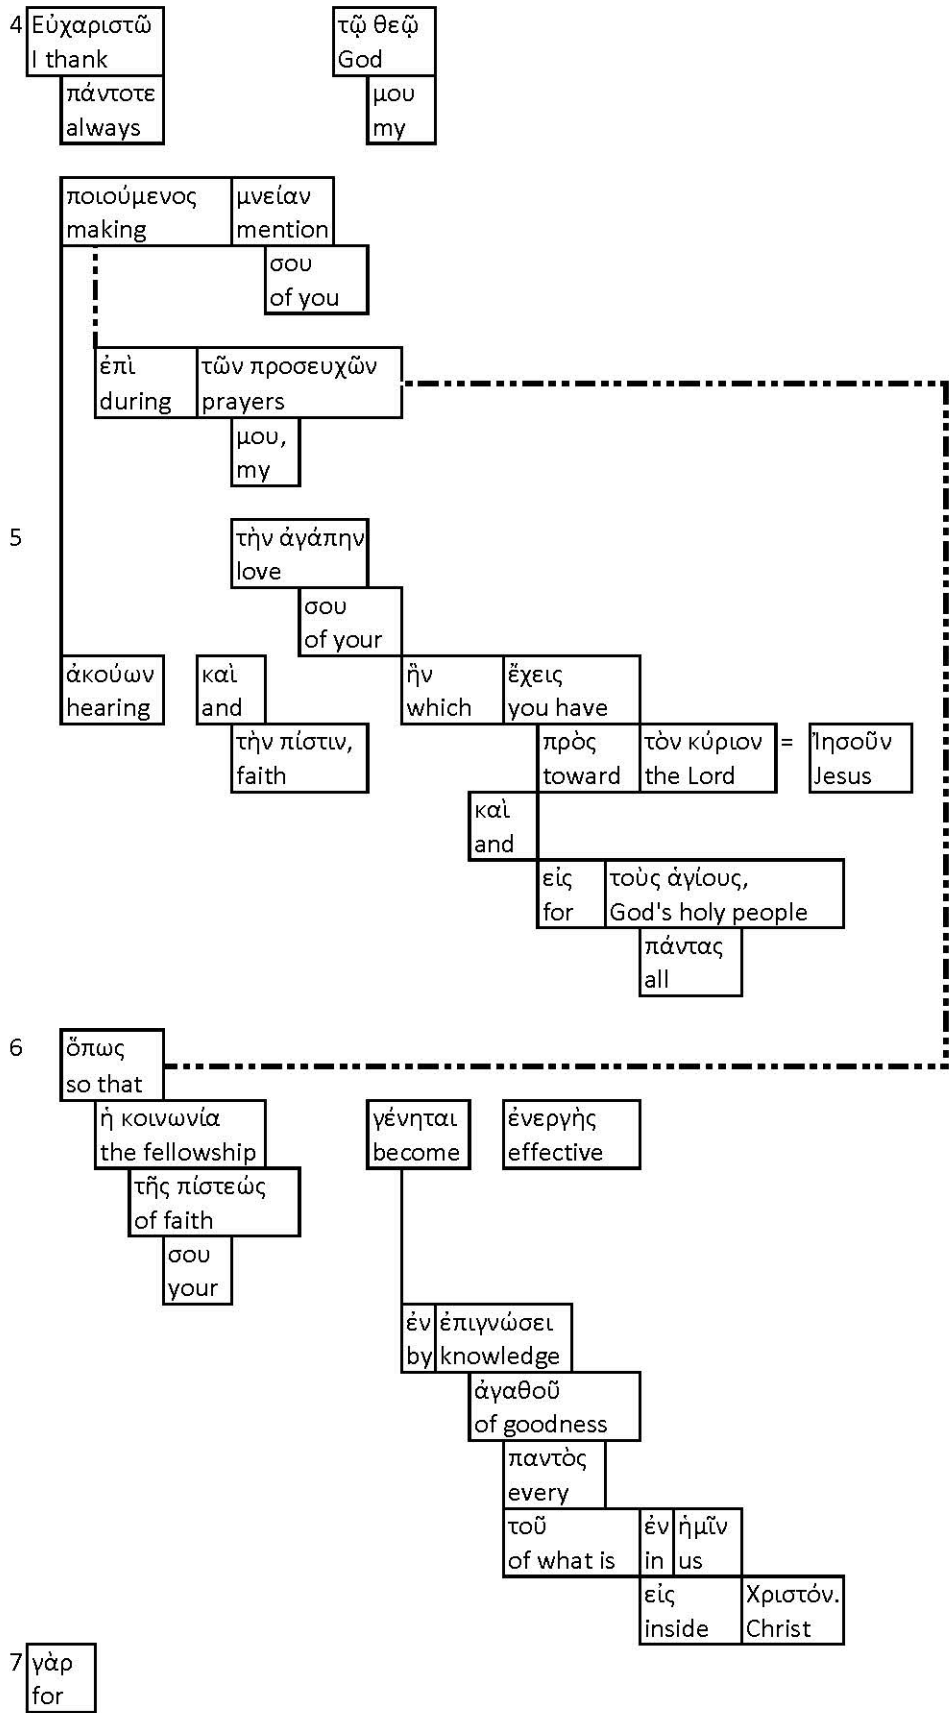 4 Εὐχαριστῶ τῷ θεῷ
I thank God
πάντοτε μου
always my
ποιούμενος μνείαν
making mention
σου
of you
ἐπὶ τῶν προσευχῶν
during prayers
μου,
my
5 τὴν ἀγάπην
love
σου
of your
ἀκούων καὶ ἣν ἔχεις
hearing and which you have
τὴν πίστιν, πρὸς τὸν κύριον = Ἰησοῦν
faith toward the Lord Jesus
καὶ
and
εἰς τοὺς ἁγίους,
for God's holy people
πάντας
all
6 ὅπως
so that
ἡ κοινωνία γένηται ἐνεργὴς
the fellowship become effective
τῆς πίστεώς
of faith
σου
your
ἐν ἐπιγνώσει
by knowledge
ἀγαθοῦ
of goodness
παντὸς
every
τοῦ ἐν ἡμῖν
of what is in us
εἰς Χριστόν.
inside Christ
7 γὰρ
for